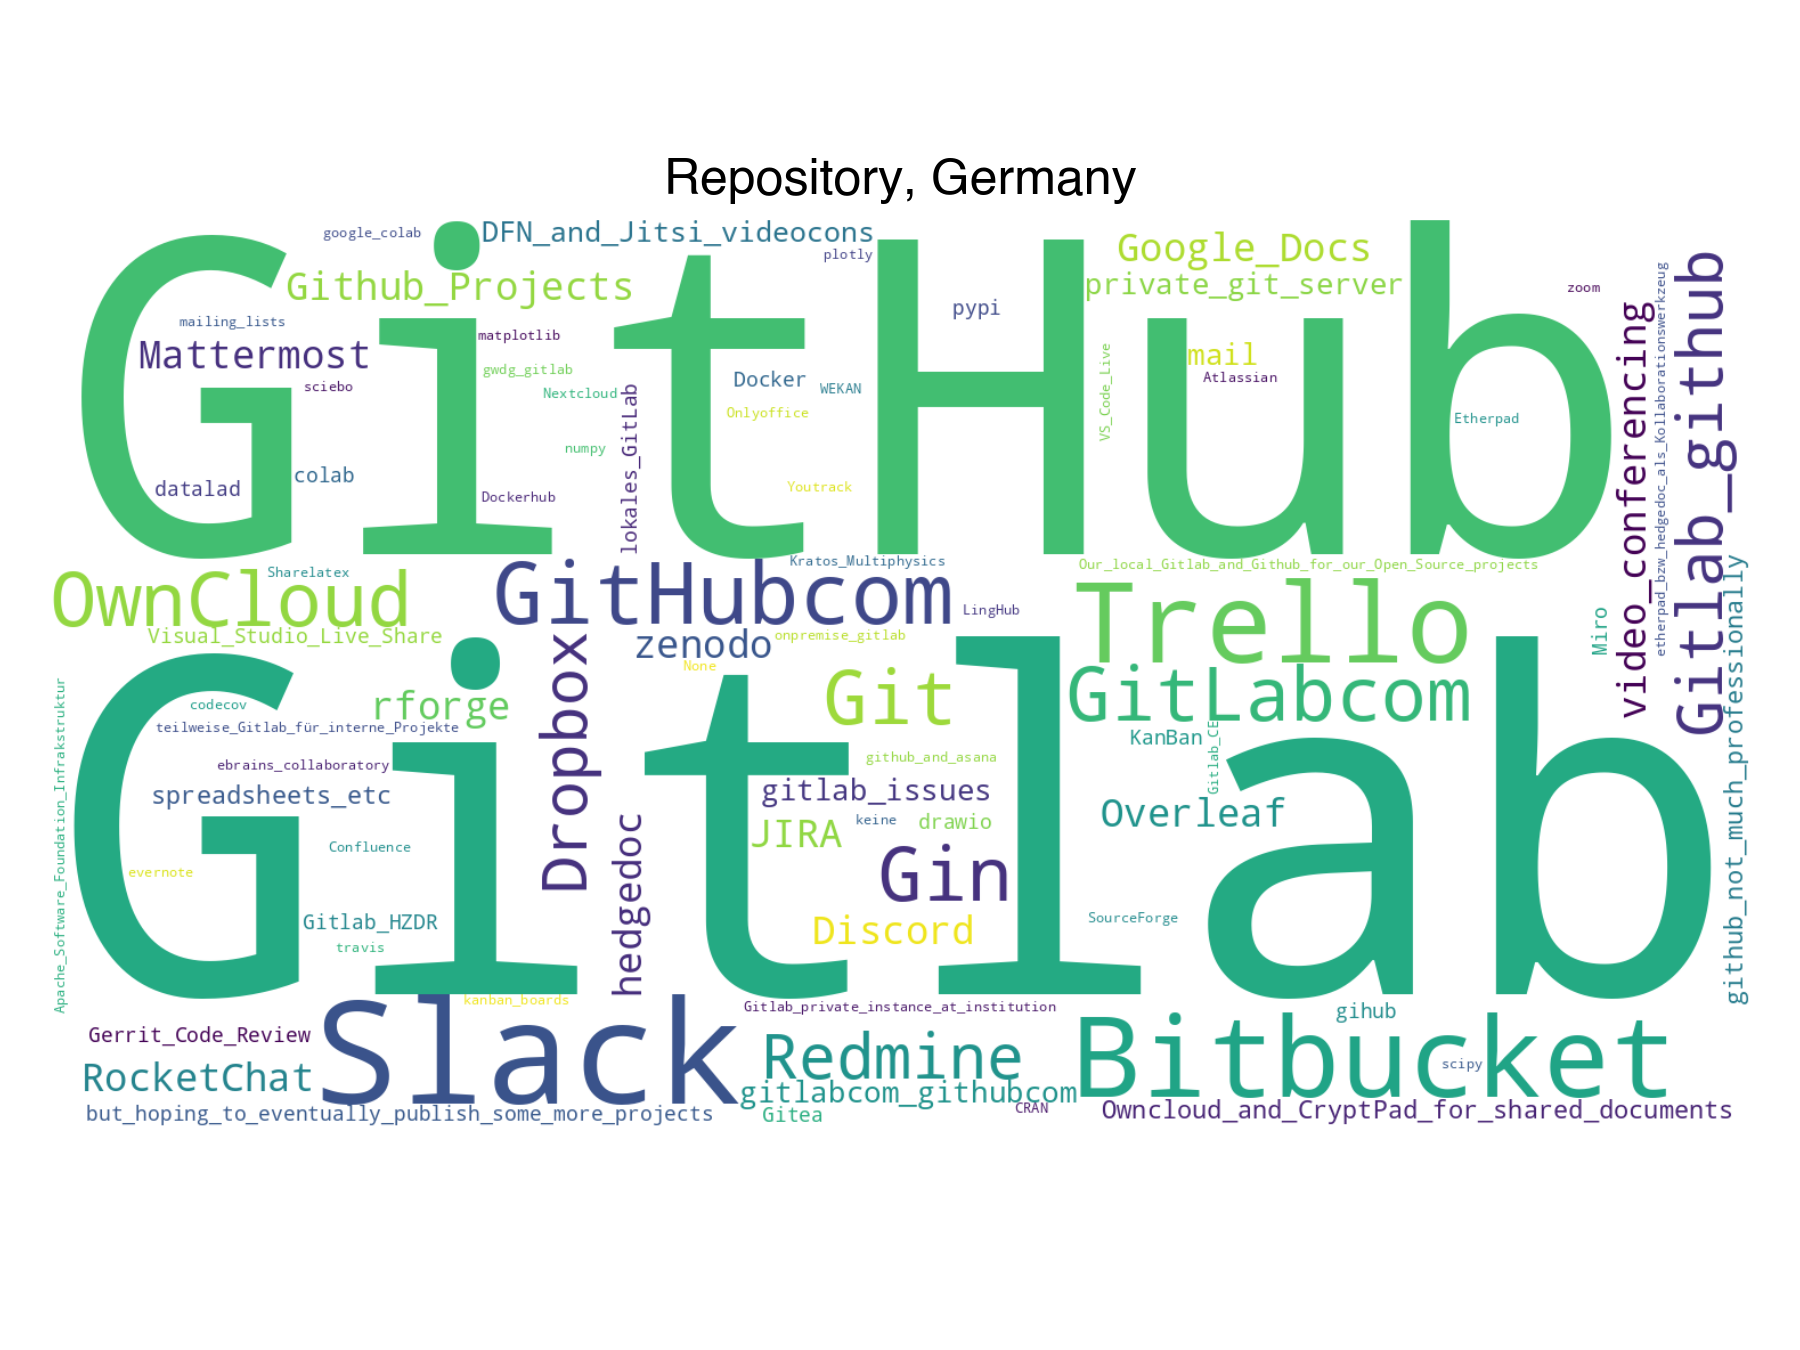 Repository, Germany
GitHub
google_colab
DFN_and_Jitsi_videocons
plotly
Google_Docs
Github_Projects
private_git_server
zoom
pypi
mailing_lists
matplotlib
Mattermost
mail
gwdg_gitlab
sciebo
Nextcloud
Docker
WEKAN
Atlassian
VS_Code_Live
Onlyoffice
Etherpad
numpy
lokales_GitLab
colab
datalad
Dockerhub
Youtrack
video_conferencing
etherpad_bzw_hedgedoc_als_Kollaborationswerkzeug
Gitlab_github
Kratos_Multiphysics
Our_local_Gitlab_and_Github_for_our_Open_Source_projects
Sharelatex
OwnCloud
GitHubcom
LingHub
Trello
Miro
Visual_Studio_Live_Share
zenodo
onpremise_gitlab
None
Gitlab
Dropbox
Git
GitLabcom
rforge
codecov
teilweise_Gitlab_für_interne_Projekte
KanBan
Gitlab_CE
github_not_much_professionally
Apache_Software_Foundation_Infrakstruktur
ebrains_collaboratory
github_and_asana
spreadsheets_etc
gitlab_issues
Overleaf
keine
drawio
JIRA
Confluence
Gin
evernote
hedgedoc
Gitlab_HZDR
Discord
SourceForge
travis
kanban_boards
Gitlab_private_instance_at_institution
gihub
Gerrit_Code_Review
Slack
Redmine
Bitbucket
scipy
RocketChat
gitlabcom_githubcom
but_hoping_to_eventually_publish_some_more_projects
Gitea
CRAN
Owncloud_and_CryptPad_for_shared_documents